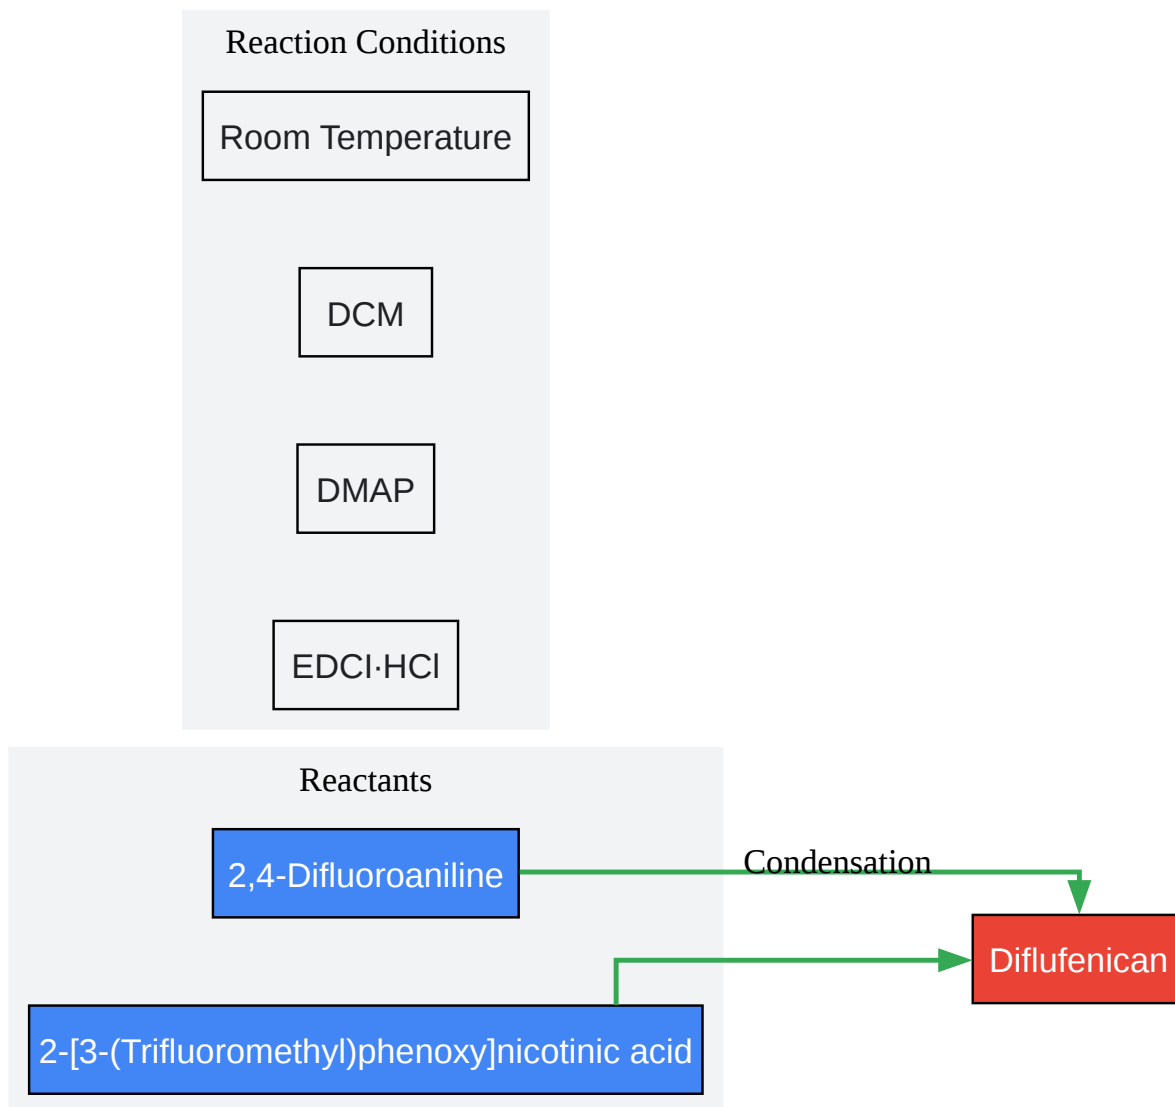 Reaction Conditions
Room Temperature
DCM
DMAP
EDCI·HCl
Reactants
2,4-Difluoroaniline
Condensation
Diflufenican
2-[3-(Trifluoromethyl)phenoxy]nicotinic acid